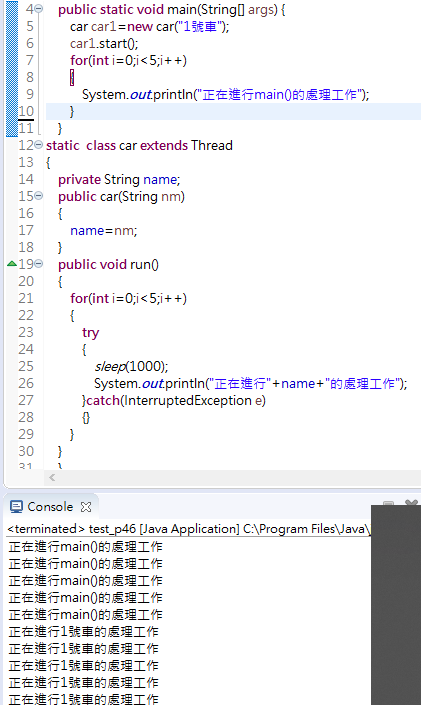 4 public static void main(String[] args) {
5 car car1=new car("1號車");
6 car1.start();
7 for(int i=0;i<5;i++)
8 {
9 System.out.println("正在進行main()的處理工作");
10 }
11 }
12 static class car extends Thread
13 {
14 private String name;
15 public car(String nm)
16 {
17 name=nm;
18 }
19 public void run()
20 {
21 for(int i=0;i<5;i++)
22 {
23 try
24 {
25 sleep(1000);
26 System.out.println("正在進行"+name+"的處理工作");
27 }catch(InterruptedException e)
28 {}
29 }
30 }
31 }
Console
<terminated> test_p46 [Java Application] C:\Program Files\Java\
正在進行main()的處理工作
正在進行main()的處理工作
正在進行main()的處理工作
正在進行main()的處理工作
正在進行main()的處理工作
正在進行1號車的處理工作
正在進行1號車的處理工作
正在進行1號車的處理工作
正在進行1號車的處理工作
正在進行1號車的處理工作